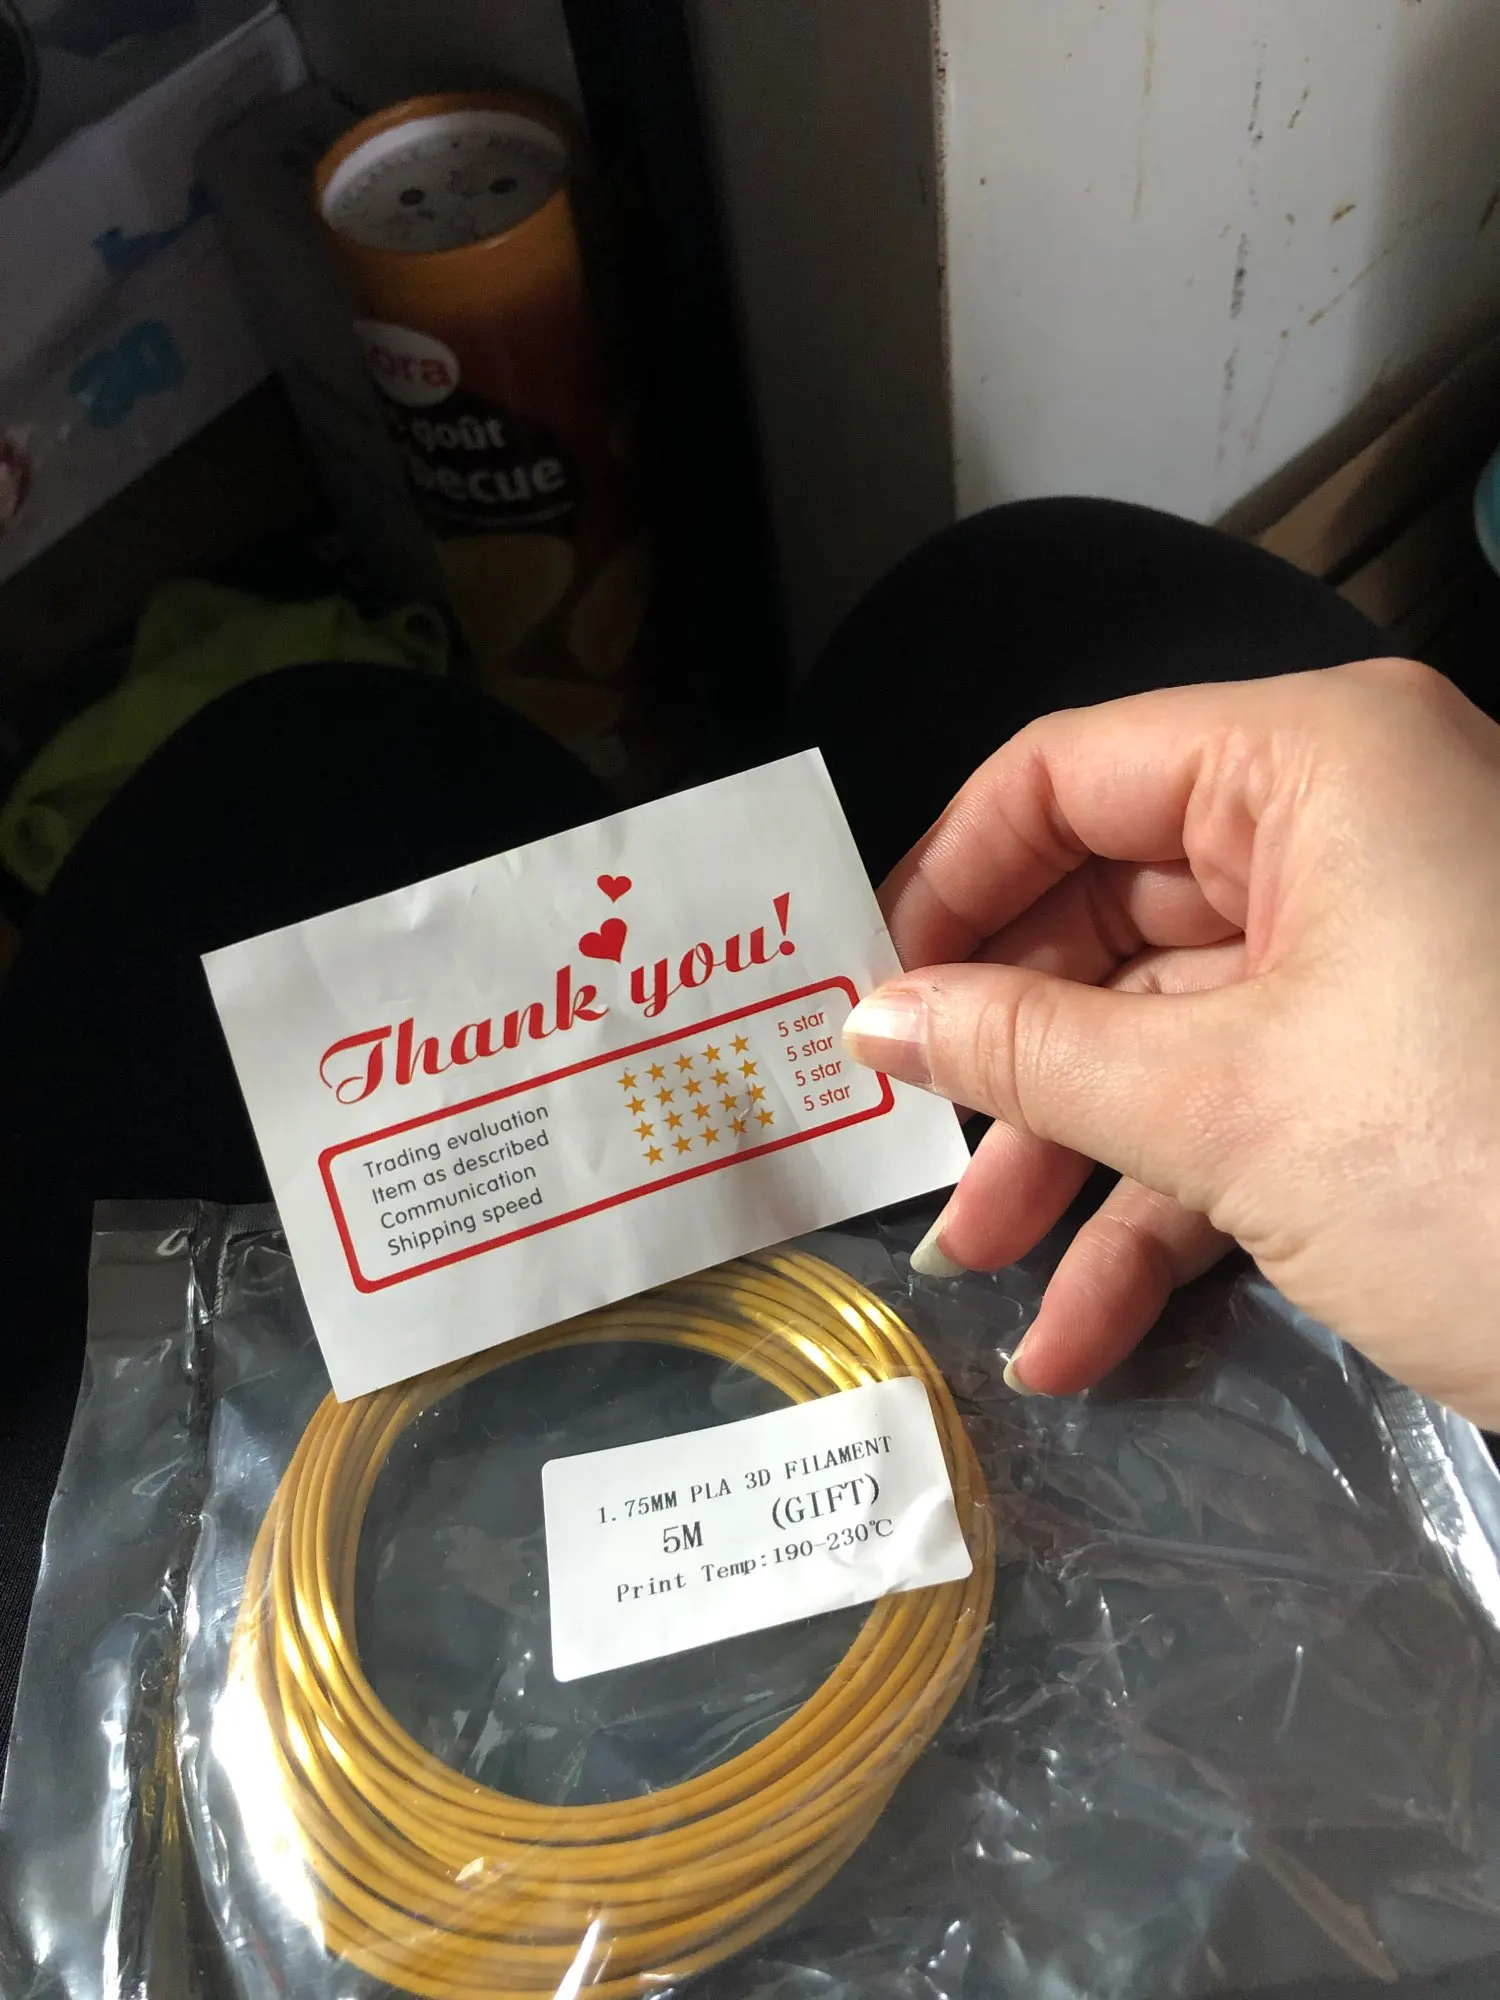 ora
goût
Thank you!
Trading evaluation 5 star
Item as described 5 star
Communication 5 star
Shipping speed 5 star
1.75MM PLA 3D FILAMENT
5M (GIFT)
Print Temp:190-230℃